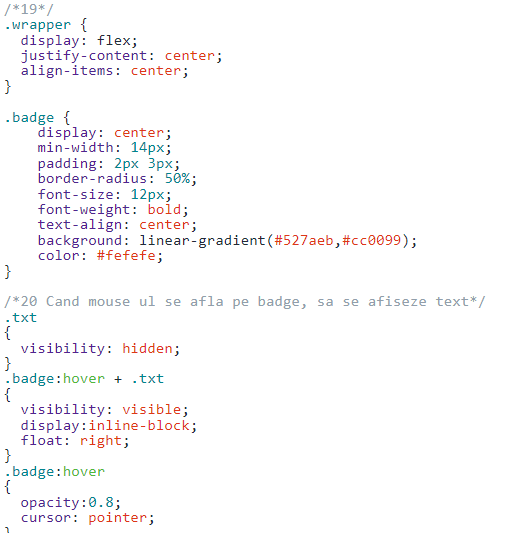 /*19*/
.wrapper {
  display: flex;
  justify-content: center;
  align-items: center;
}

.badge {
    display: center;
    min-width: 14px;
    padding: 2px 3px;
    border-radius: 50%;
    font-size: 12px;
    font-weight: bold;
    text-align: center;
    background: linear-gradient(#527aeb,#cc0099);
    color: #fefefe;
}

/*20 Cand mouse ul se afla pe badge, sa se afiseze text*/
.txt
{
  visibility: hidden;
}
.badge:hover + .txt
{
  visibility: visible;
  display:inline-block;
  float: right;
}
.badge:hover
{
  opacity:0.8;
  cursor: pointer;
}